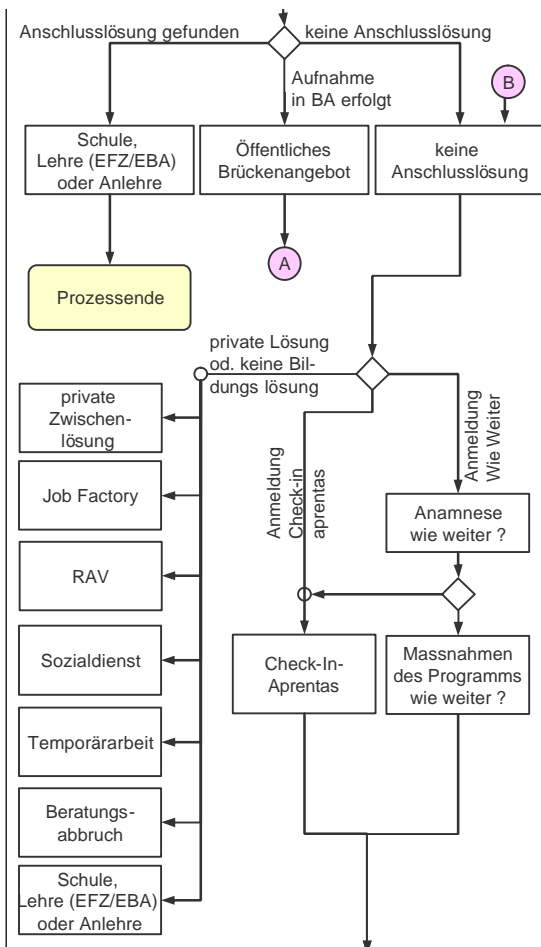 Anschlusslösung gefunden
keine Anschlusslösung
Aufnahme
in BA erfolgt
B
Schule,
Lehre (EFZ/EBA)
oder Anlehre
Öffentliches
Brückenangebot
keine
Anschlusslösung
A
Prozessende
private Lösung
od. keine Bil-
dungs lösung
private
Zwischen-
lösung
Job Factory
RAV
Sozialdienst
Temporärarbeit
Beratungs-
abbruch
Schule,
Lehre (EFZ/EBA)
oder Anlehre
Anmeldung
Check-in
aprentas
Anmeldung
Wie Weiter
Anamnese
wie weiter ?
Check-In-
Aprentas
Massnahmen
des Programms
wie weiter ?